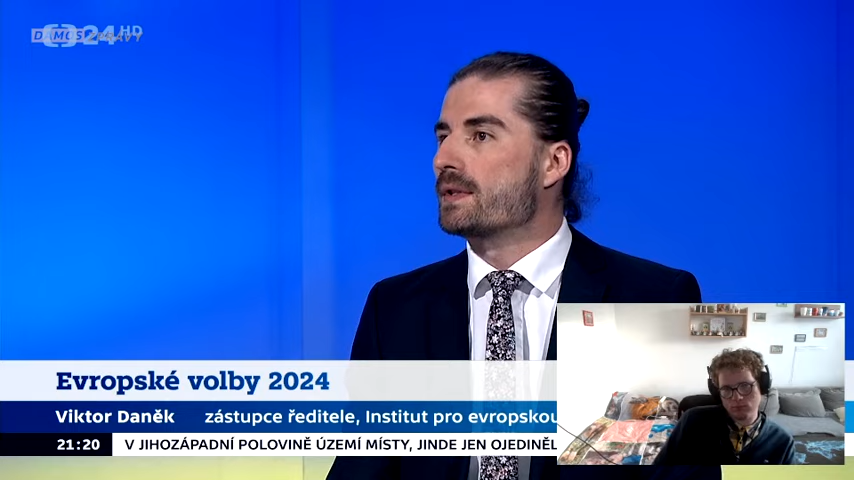 24 HD
Evropské volby 2024
Viktor Daněk zástupce ředitele, Institut pro evropskou
21:20 V JIHOZÁPADNÍ POLOVINĚ ÚZEMÍ MÍSTY, JINDE JEN OJEDINĚL